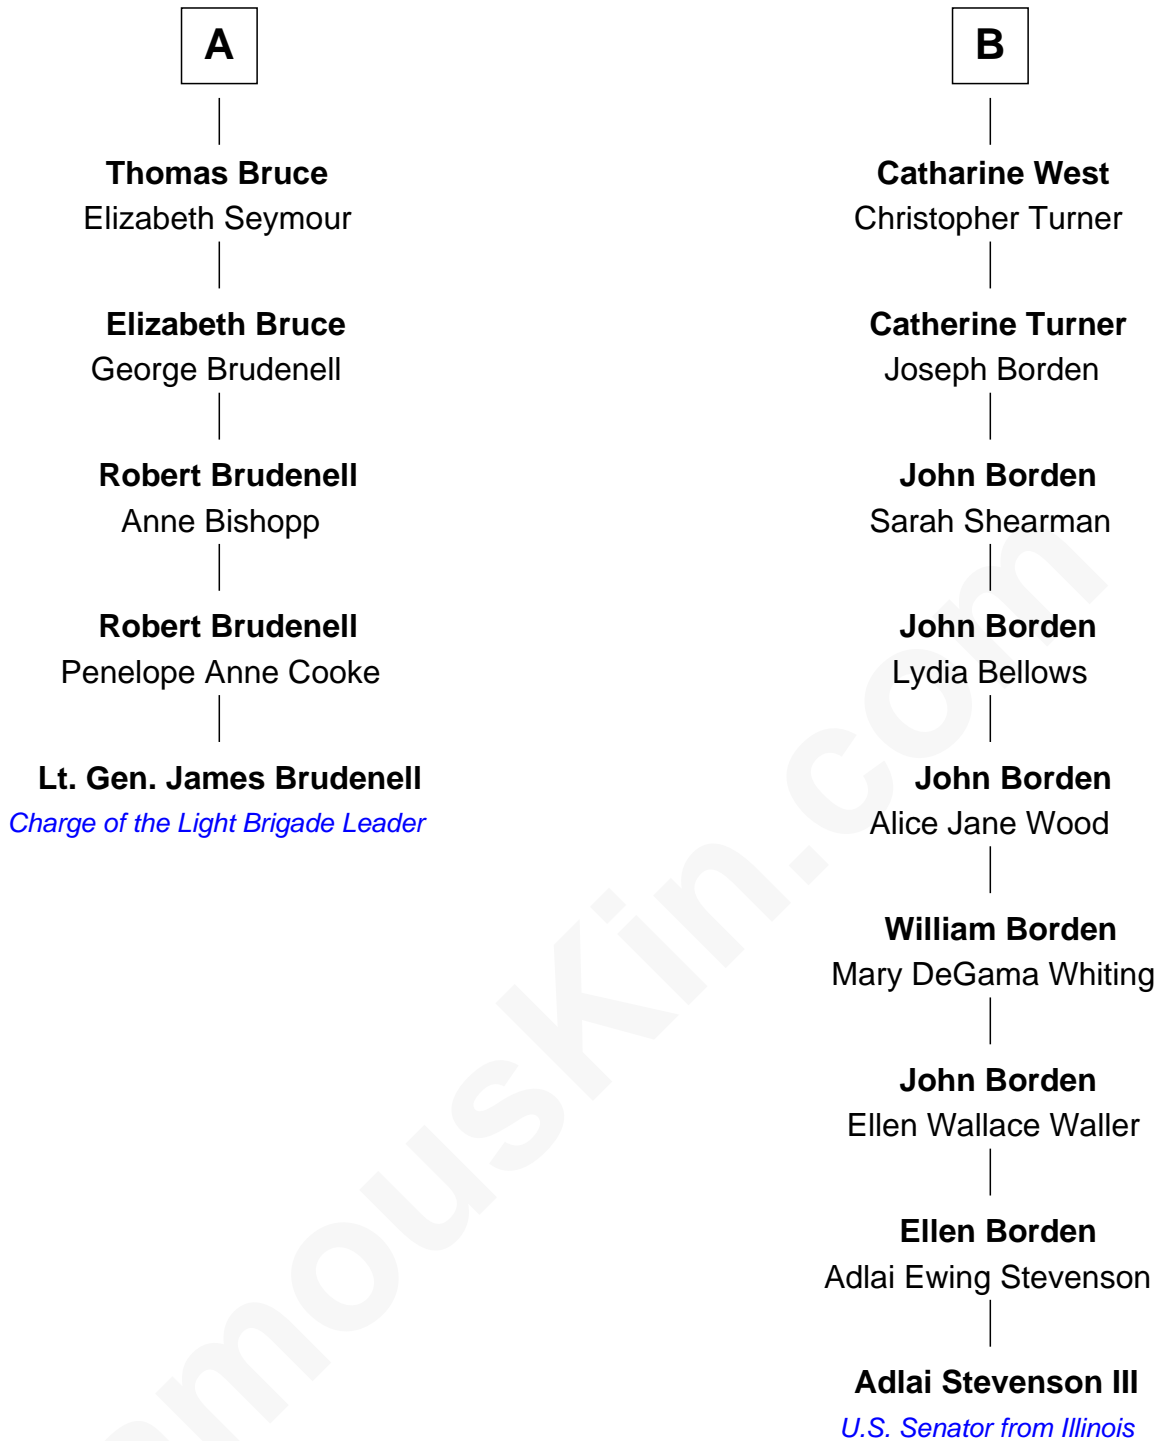 A
Thomas Bruce
Elizabeth Seymour
Elizabeth Bruce
George Brudenell
Robert Brudenell
Anne Bishopp
Robert Brudenell
Penelope Anne Cooke
Lt. Gen. James Brudenell
Charge of the Light Brigade Leader
B
Catharine West
Christopher Turner
Catherine Turner
Joseph Borden
John Borden
Sarah Shearman
John Borden
Lydia Bellows
John Borden
Alice Jane Wood
William Borden
Mary DeGama Whiting
John Borden
Ellen Wallace Waller
Ellen Borden
Adlai Ewing Stevenson
Adlai Stevenson III
U.S. Senator from Illinois
amouskin.com